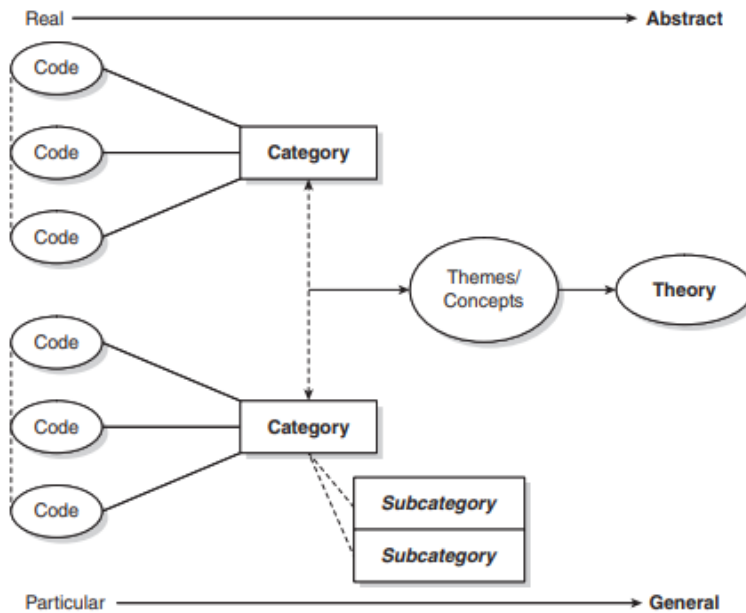 Real Abstract
Code
Code
Category
Code
Themes/
Concepts
Theory
Code
Code
Category
Code
Subcategory
Subcategory
Particular General